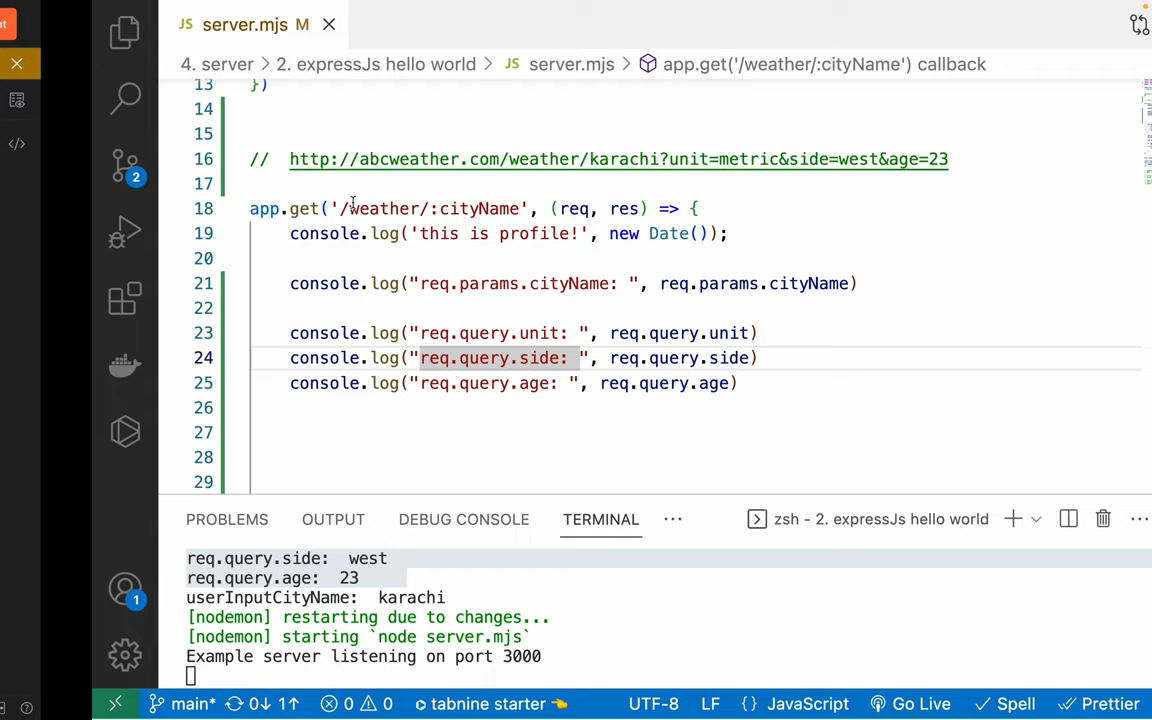 nt
JS server.mjs M
4. server > 2. expressJs hello world > JS server.mjs > app.get('/weather/:cityName') callback
13 })
14
15
16 // http://abcweather.com/weather/karachi?unit=metric&side=west&age=23
17
18 app.get('/weather/:cityName', (req, res) => {
19 console.log('this is profile!', new Date());
20
21 console.log("req.params.cityName: ", req.params.cityName)
22
23 console.log("req.query.unit: ", req.query.unit)
24 console.log("req.query.side: ", req.query.side)
25 console.log("req.query.age: ", req.query.age)
26
27
28
29
2
PROBLEMS OUTPUT DEBUG CONSOLE TERMINAL ··· zsh - 2. expressJs hello world
req.query.side: west
req.query.age: 23
userInputCityName: karachi
[nodemon] restarting due to changes...
[nodemon] starting `node server.mjs`
Example server listening on port 3000
1
main* 0↓ 1↑ 0 0 tabnine starter 👈 UTF-8 LF {} JavaScript Go Live Spell Prettier